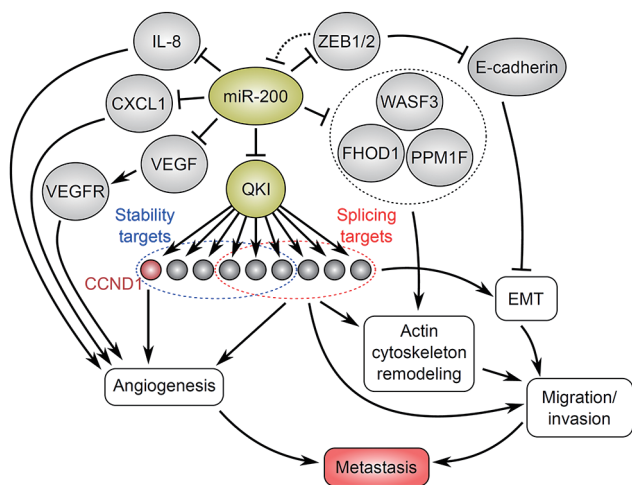 IL-8
ZEB1/2
E-cadherin
miR-200
CXCL1
WASF3
FHOD1
PPM1F
VEGF
VEGFR
QKI
Stability
targets
Splicing
targets
CCND1
EMT
Actin
cytoskeleton
remodeling
Angiogenesis
Migration/
invasion
Metastasis